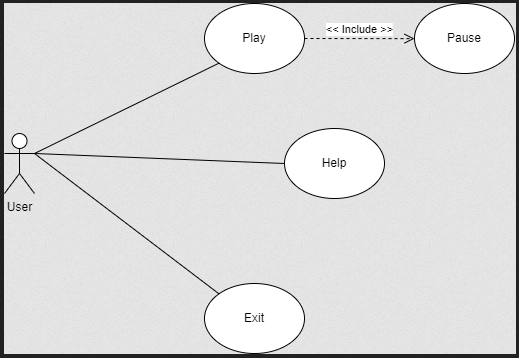 Play
<< Include >>
Pause
Help
User
Exit